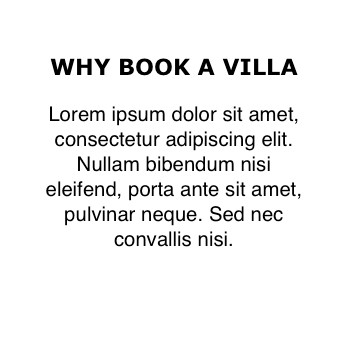 WHY BOOK A VILLA
Lorem ipsum dolor sit amet,
consectetur adipiscing elit.
Nullam bibendum nisi
eleifend, porta ante sit amet,
pulvinar neque. Sed nec
convallis nisi.